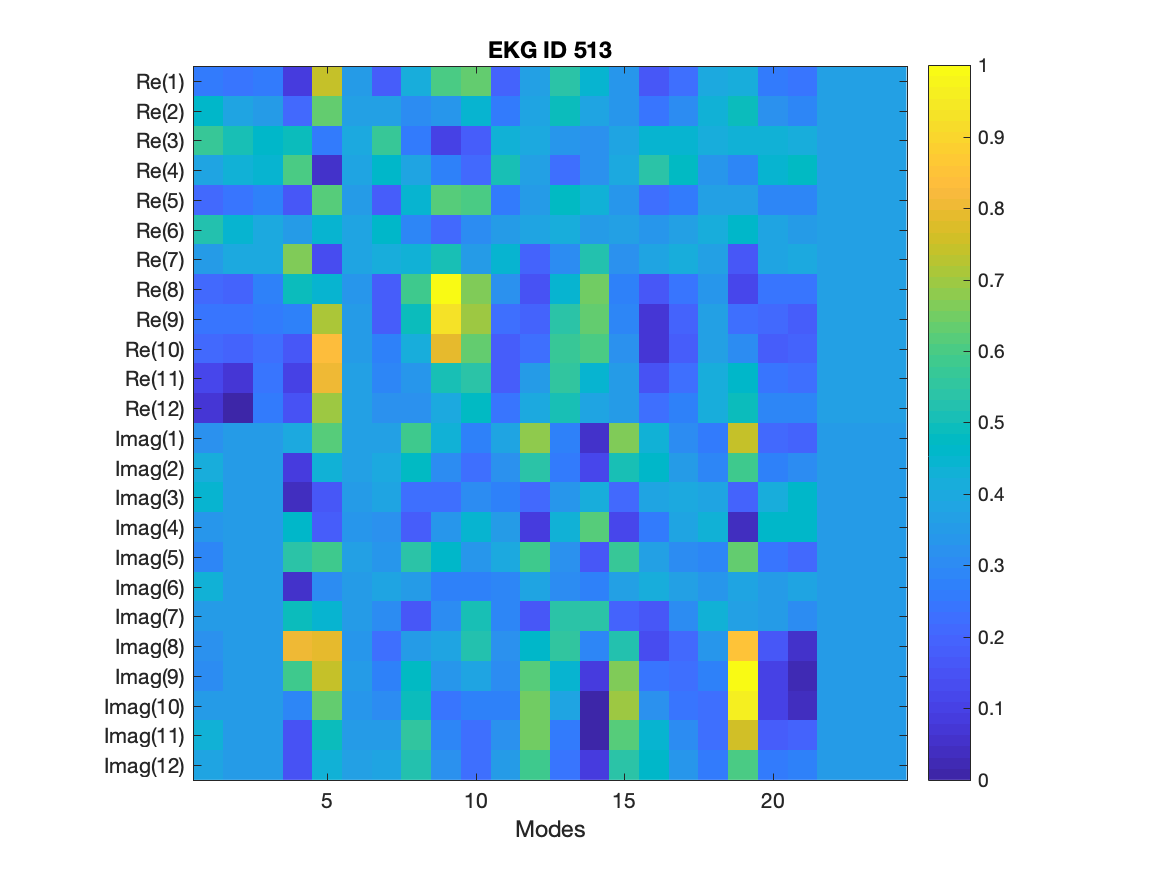 EKG ID 513
Re(1)
Re(2)
Re(3)
Re(4)
Re(5)
Re(6)
Re(7)
Re(8)
Re(9)
Re(10)
Re(11)
Re(12)
Imag(1)
Imag(2)
Imag(3)
Imag(4)
Imag(5)
Imag(6)
Imag(7)
Imag(8)
Imag(9)
Imag(10)
Imag(11)
Imag(12)
5 10 15 20
Modes
1
0.9
0.8
0.7
0.6
0.5
0.4
0.3
0.2
0.1
0